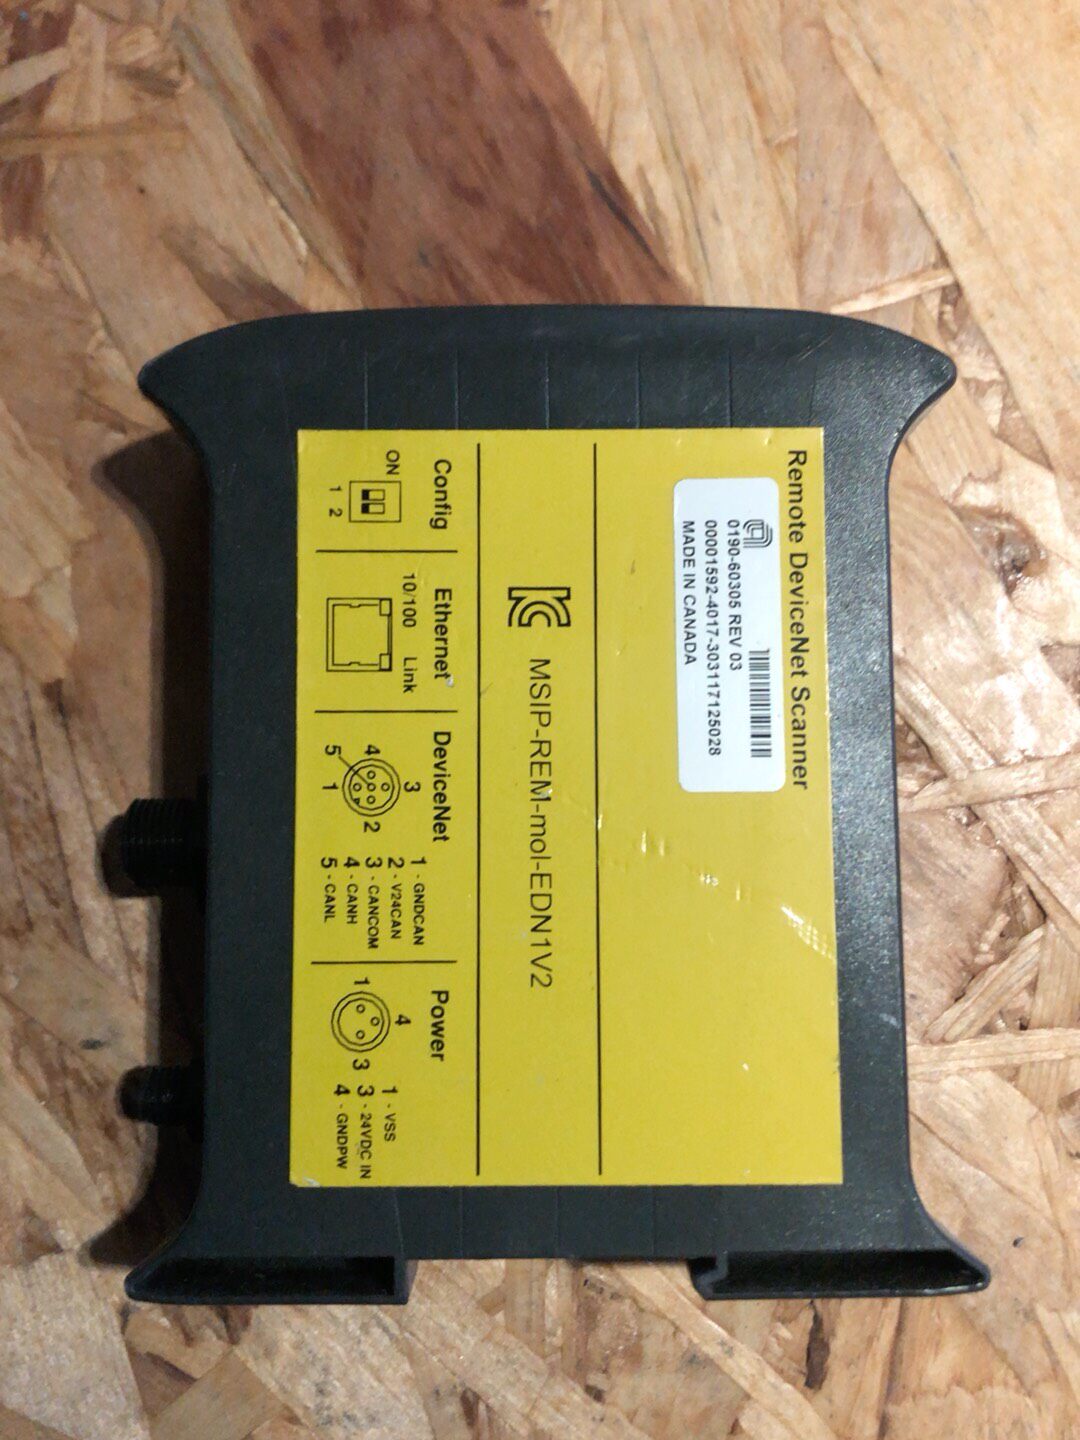 Remote DeviceNet Scanner
0190-60305 REV 03
00001592-4017-303117125028
MADE IN CANADA
MSIP-REM-mol-EDN1V2
Config
ON
1 2
Ethernet
10/100 Link
DeviceNet
3
4
5
1
2
1 - GNDCAN
2 - V24CAN
3 - CANCOM
4 - CANH
5 - CANL
Power
4
1
3
1 - VSS
3 - 24VDC IN
4 - GNDPW